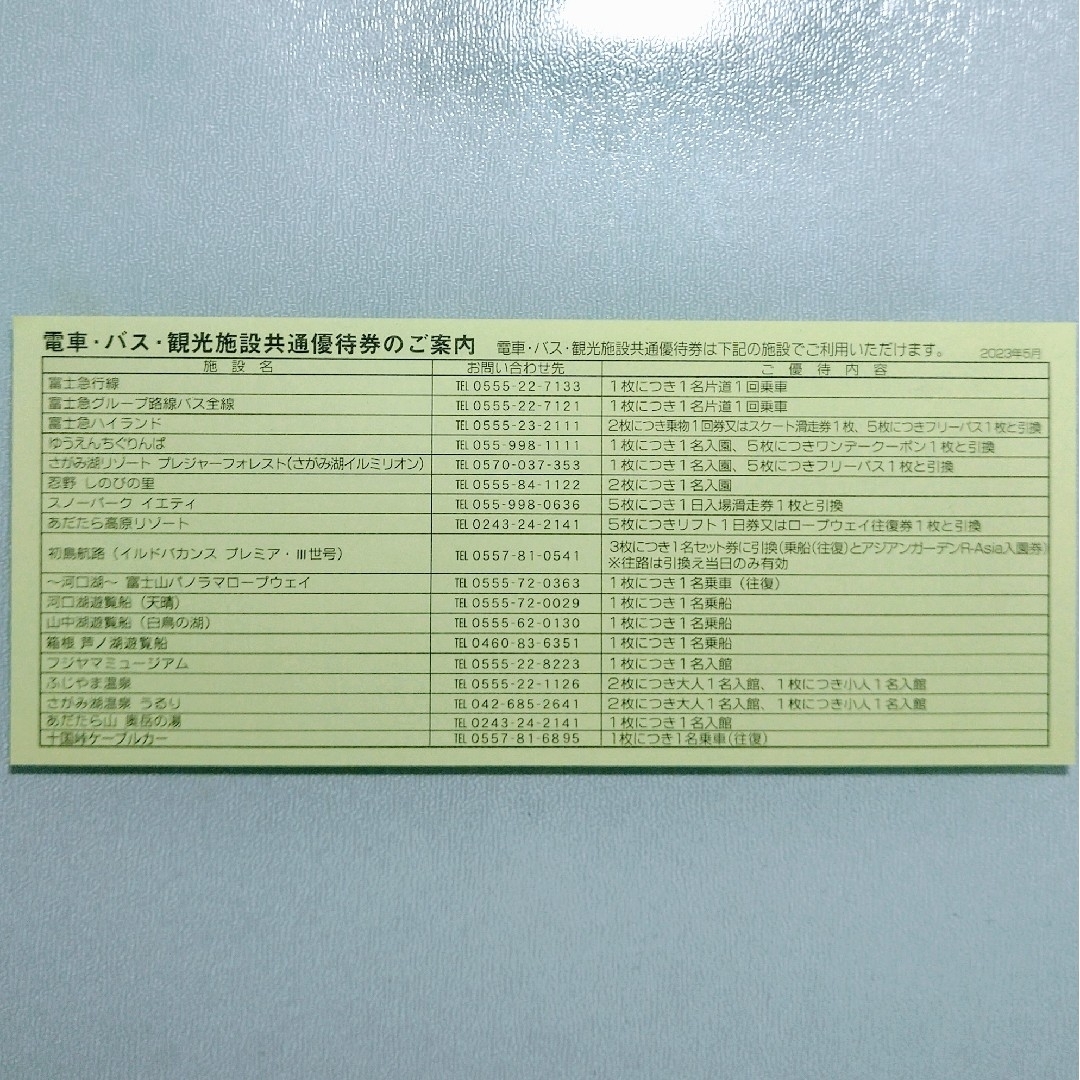 電車・バス・観光施設共通優待券のご案内 電車・バス・観光施設共通優待券は下記の施設でご利用いただけます。 2023年5月
施設名 お問い合わせ先 ご優待内容
富士急行線 TEL 0555-22-7133 1枚につき1名片道1回乗車
富士急グループ路線バス全線 TEL 0555-22-7121 1枚につき1名片道1回乗車
富士急ハイランド TEL 0555-23-2111 2枚につき乗物1回券又はスケート滑走券1枚、5枚につきフリーパス1枚と引換
ゆうえんちぐりんぱ TEL 055-998-1111 1枚につき1名入園、5枚につきワンデークーポン1枚と引換
さがみ湖リゾート プレジャーフォレスト(さがみ湖イルミリオン) TEL 0570-037-353 1枚につき1名入園、5枚につきフリーパス1枚と引換
忍野 しのびの里 TEL 0555-84-1122 2枚につき1名入園
スノーパーク イエティ TEL 055-998-0636 5枚につき1日入場滑走券1枚と引換
あだたら高原リゾート TEL 0243-24-2141 5枚につきリフト1日券又はロープウェイ往復券1枚と引換
初島航路(イルドバカンス プレミア・Ⅲ世号) TEL 0557-81-0541 3枚につき1名セット券に引換(乗船(往復)とアジアンガーデンR-Asia入園券)
※往路は引換え当日のみ有効
～河口湖～ 富士山パノラマロープウェイ TEL 0555-72-0363 1枚につき1名乗車(往復)
河口湖遊覧船(天晴) TEL 0555-72-0029 1枚につき1名乗船
山中湖遊覧船(白鳥の湖) TEL 0555-62-0130 1枚につき1名乗船
箱根 芦ノ湖遊覧船 TEL 0460-83-6351 1枚につき1名乗船
フジヤマミュージアム TEL 0555-22-8223 1枚につき1名入館
ふじやま温泉 TEL 0555-22-1126 2枚につき大人1名入館、1枚につき小人1名入館
さがみ湖温泉 うるり TEL 042-685-2641 2枚につき大人1名入館、1枚につき小人1名入館
あだたら山 奥岳の湯 TEL 0243-24-2141 1枚につき1名入館
十国峠ケーブルカー TEL 0557-81-6895 1枚につき1名乗車(往復)